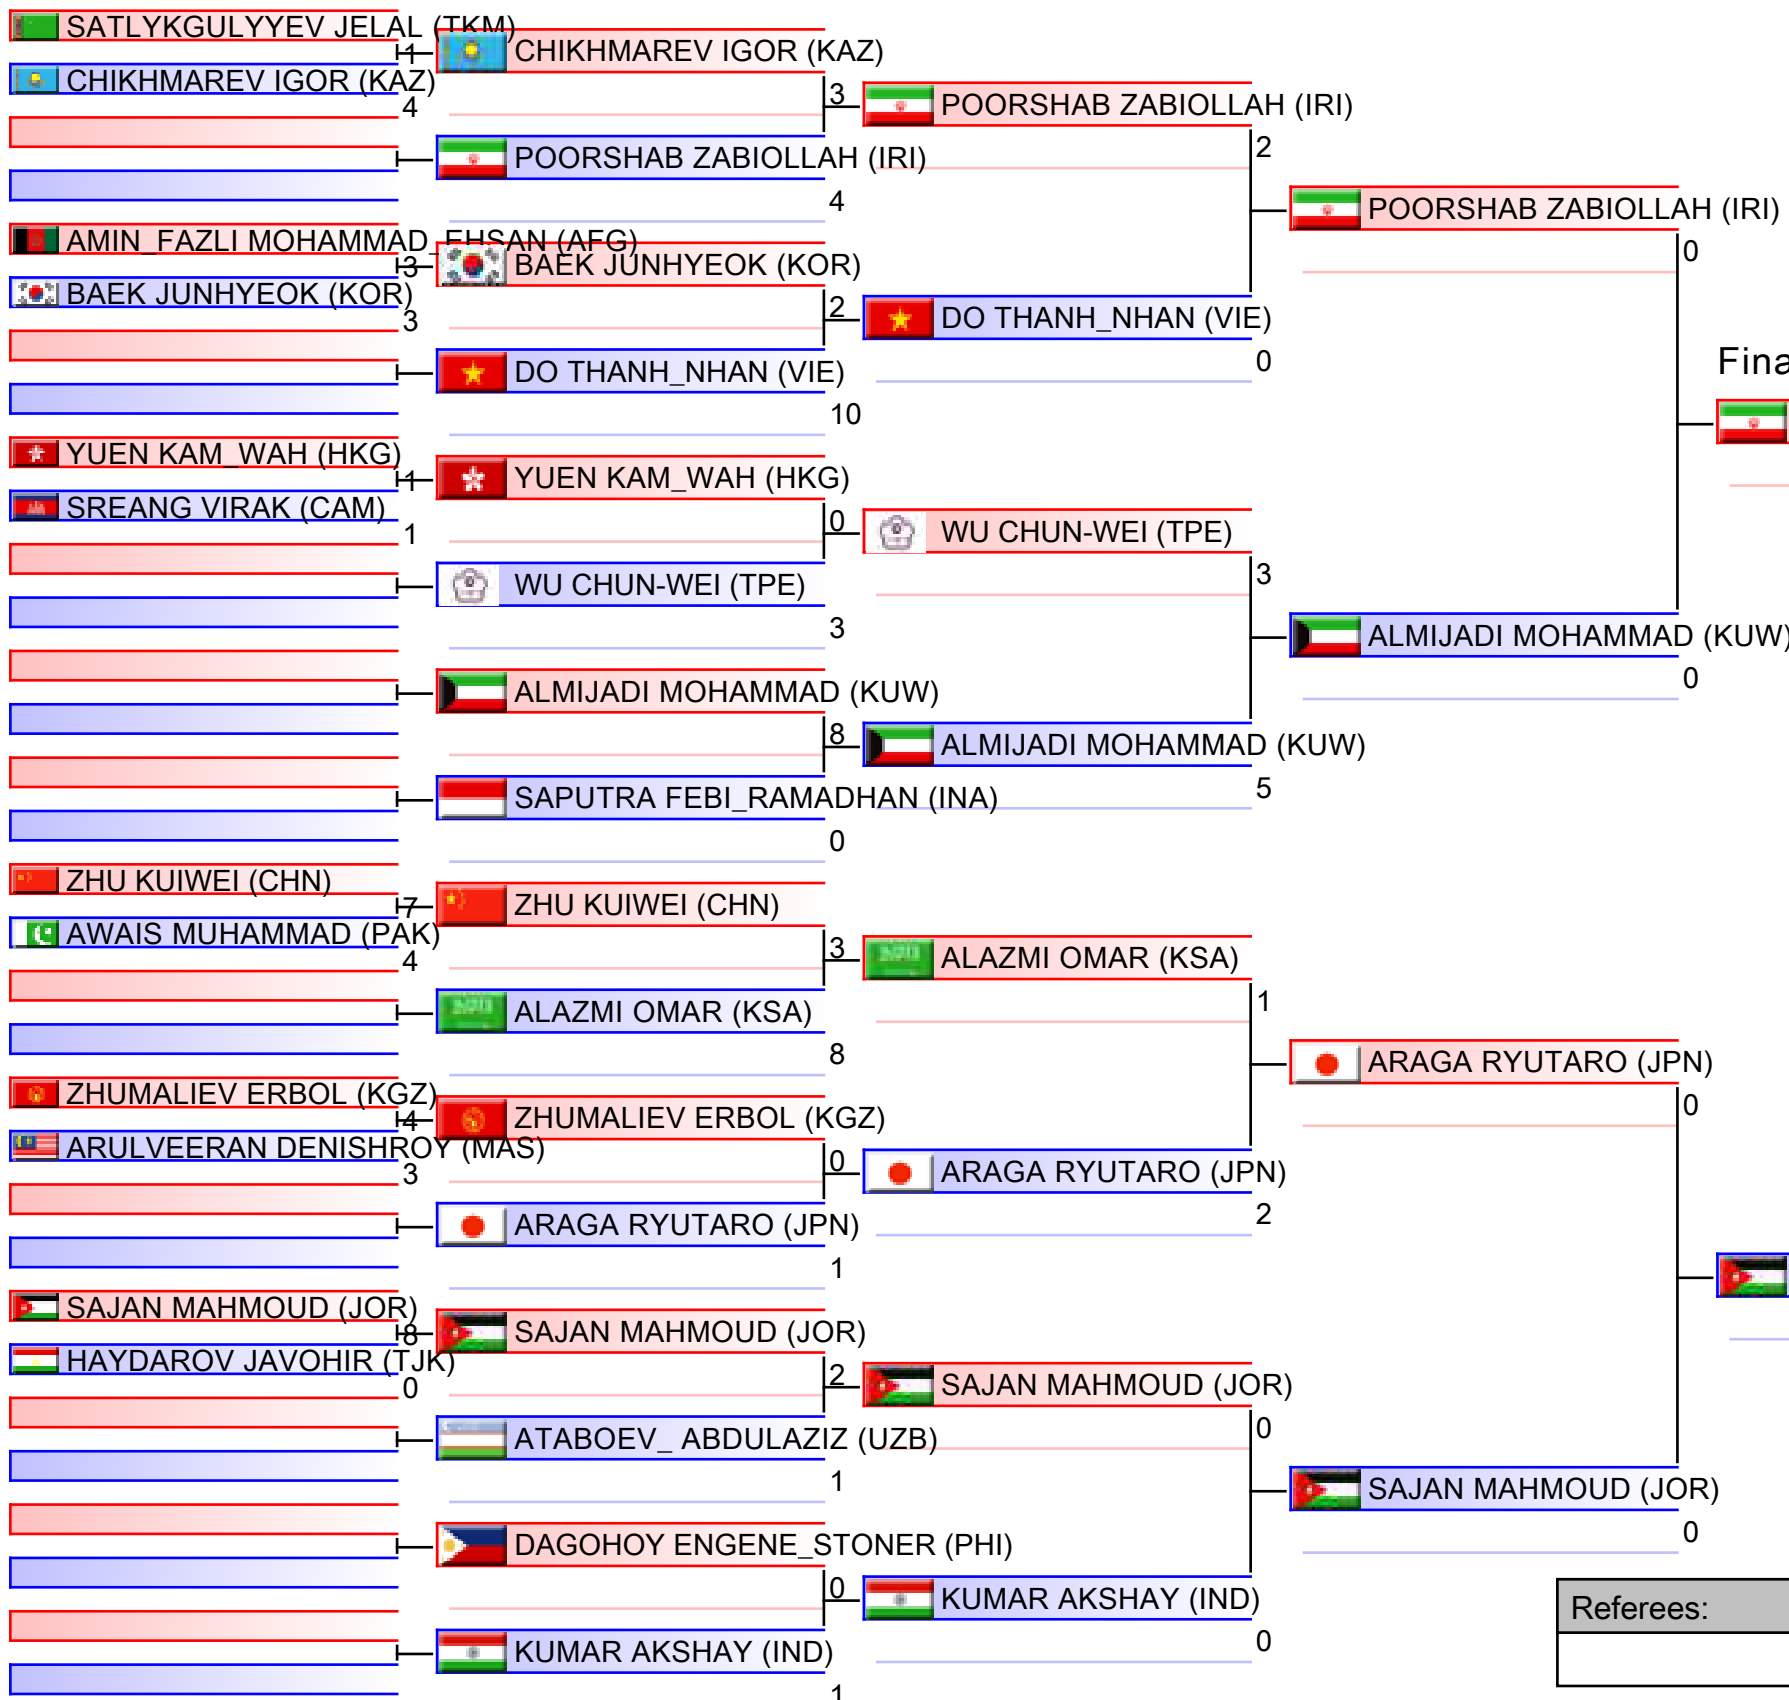 SATLYKGULYYEV JELAL (TKM)
1
CHIKHMAREV IGOR (KAZ)
4
AMIN_FAZLI MOHAMMAD_EHSAN (AFG)
3
BAEK JUNHYEOK (KOR)
3
YUEN KAM_WAH (HKG)
1
SREANG VIRAK (CAM)
1
ZHU KUIWEI (CHN)
7
AWAIS MUHAMMAD (PAK)
4
ZHUMALIEV ERBOL (KGZ)
4
ARULVEERAN DENISHROY (MAS)
3
SAJAN MAHMOUD (JOR)
8
HAYDAROV JAVOHIR (TJK)
0
CHIKHMAREV IGOR (KAZ)
3
POORSHAB ZABIOLLAH (IRI)
4
BAEK JUNHYEOK (KOR)
2
DO THANH_NHAN (VIE)
10
YUEN KAM_WAH (HKG)
0
WU CHUN-WEI (TPE)
3
ALMIJADI MOHAMMAD (KUW)
8
SAPUTRA FEBI_RAMADHAN (INA)
0
ZHU KUIWEI (CHN)
3
ALAZMI OMAR (KSA)
8
ZHUMALIEV ERBOL (KGZ)
0
ARAGA RYUTARO (JPN)
1
SAJAN MAHMOUD (JOR)
2
ATABOEV_ ABDULAZIZ (UZB)
1
DAGOHOY ENGENE_STONER (PHI)
0
KUMAR AKSHAY (IND)
1
POORSHAB ZABIOLLAH (IRI)
2
DO THANH_NHAN (VIE)
0
WU CHUN-WEI (TPE)
3
ALMIJADI MOHAMMAD (KUW)
5
ALAZMI OMAR (KSA)
1
ARAGA RYUTARO (JPN)
2
SAJAN MAHMOUD (JOR)
0
KUMAR AKSHAY (IND)
0
POORSHAB ZABIOLLAH (IRI)
0
ALMIJADI MOHAMMAD (KUW)
0
ARAGA RYUTARO (JPN)
0
SAJAN MAHMOUD (JOR)
0
Fina
Referees: